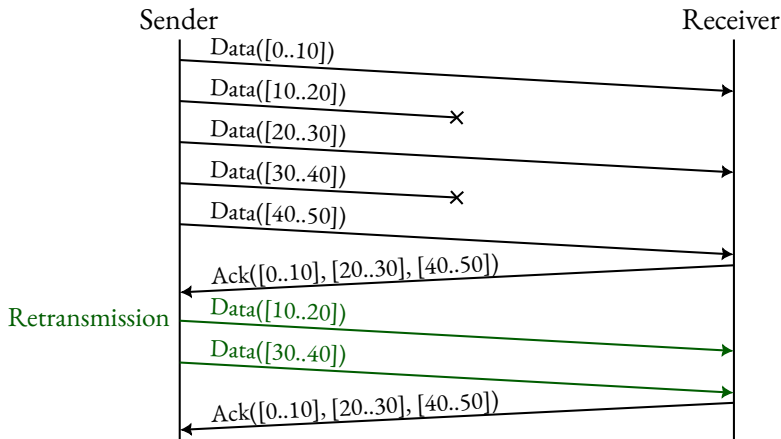 Sender
Receiver
Data([0..10])
Data([10..20])
Data([20..30])
Data([30..40])
Data([40..50])
Ack([0..10], [20..30], [40..50])
Retransmission
Data([10..20])
Data([30..40])
Ack([0..10], [20..30], [40..50])